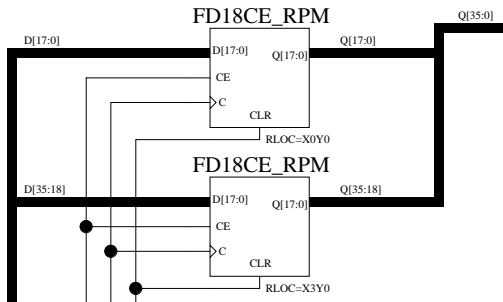 FD18CE_RPM
Q[35:0]
D[17:0]
Q[17:0]
D[17:0]
Q[17:0]
CE
C
CLR
RLOC=X0Y0
FD18CE_RPM
D[35:18]
Q[35:18]
D[17:0]
Q[17:0]
CE
C
CLR
RLOC=X3Y0